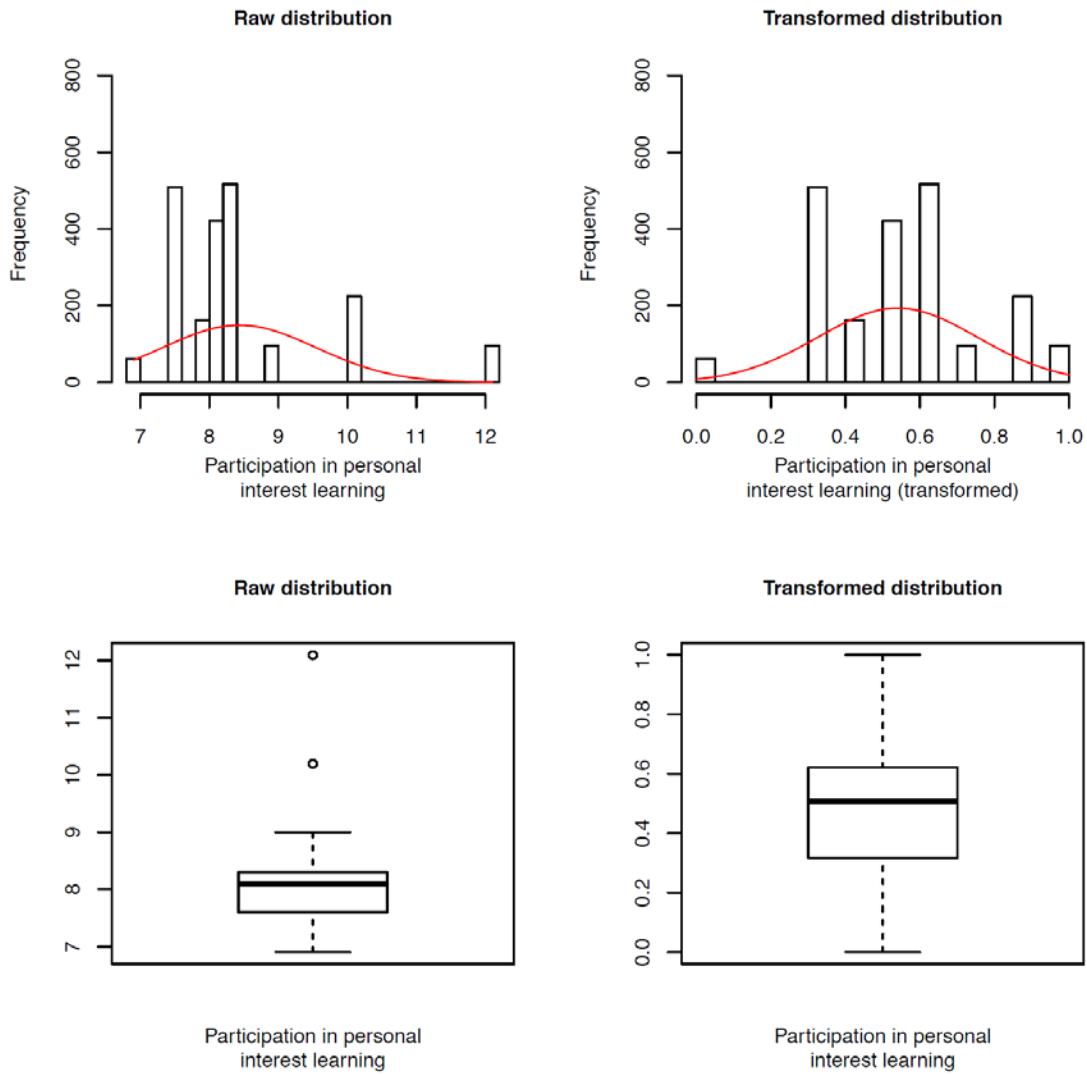 Raw distribution
Frequency
0 200 400 600 800
7 8 9 10 11 12
Participation in personal
interest learning
Transformed distribution
Frequency
0 200 400 600 800
0.0 0.2 0.4 0.6 0.8 1.0
Participation in personal
interest learning (transformed)
Raw distribution
7 8 9 10 11 12
Participation in personal
interest learning
Transformed distribution
0.0 0.2 0.4 0.6 0.8 1.0
Participation in personal
interest learning